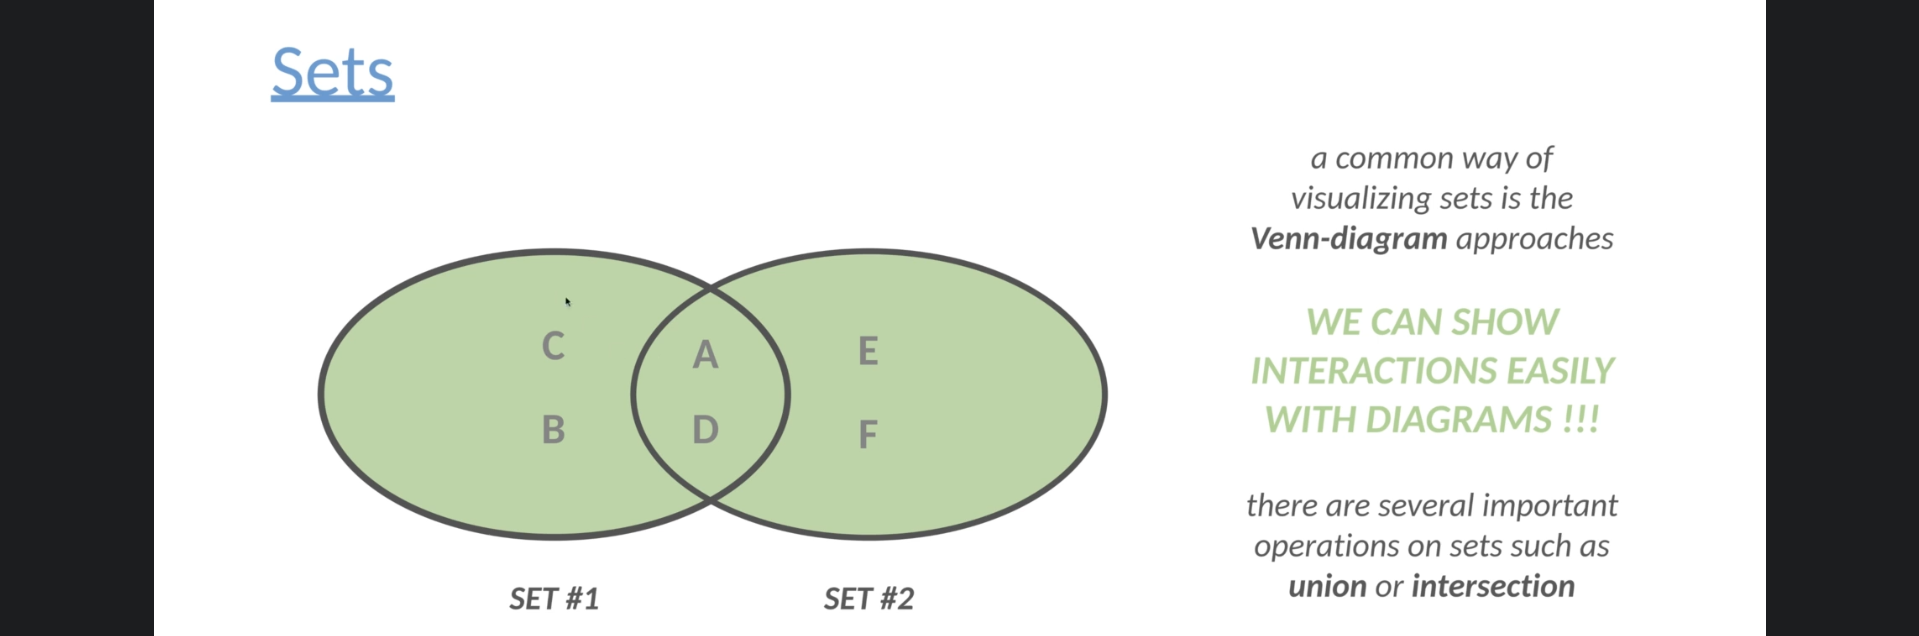 Sets
a common way of
visualizing sets is the
Venn-diagram approaches
WE CAN SHOW
INTERACTIONS EASILY
WITH DIAGRAMS !!!
there are several important
operations on sets such as
union or intersection
C
A
E
B
D
F
SET #1
SET #2